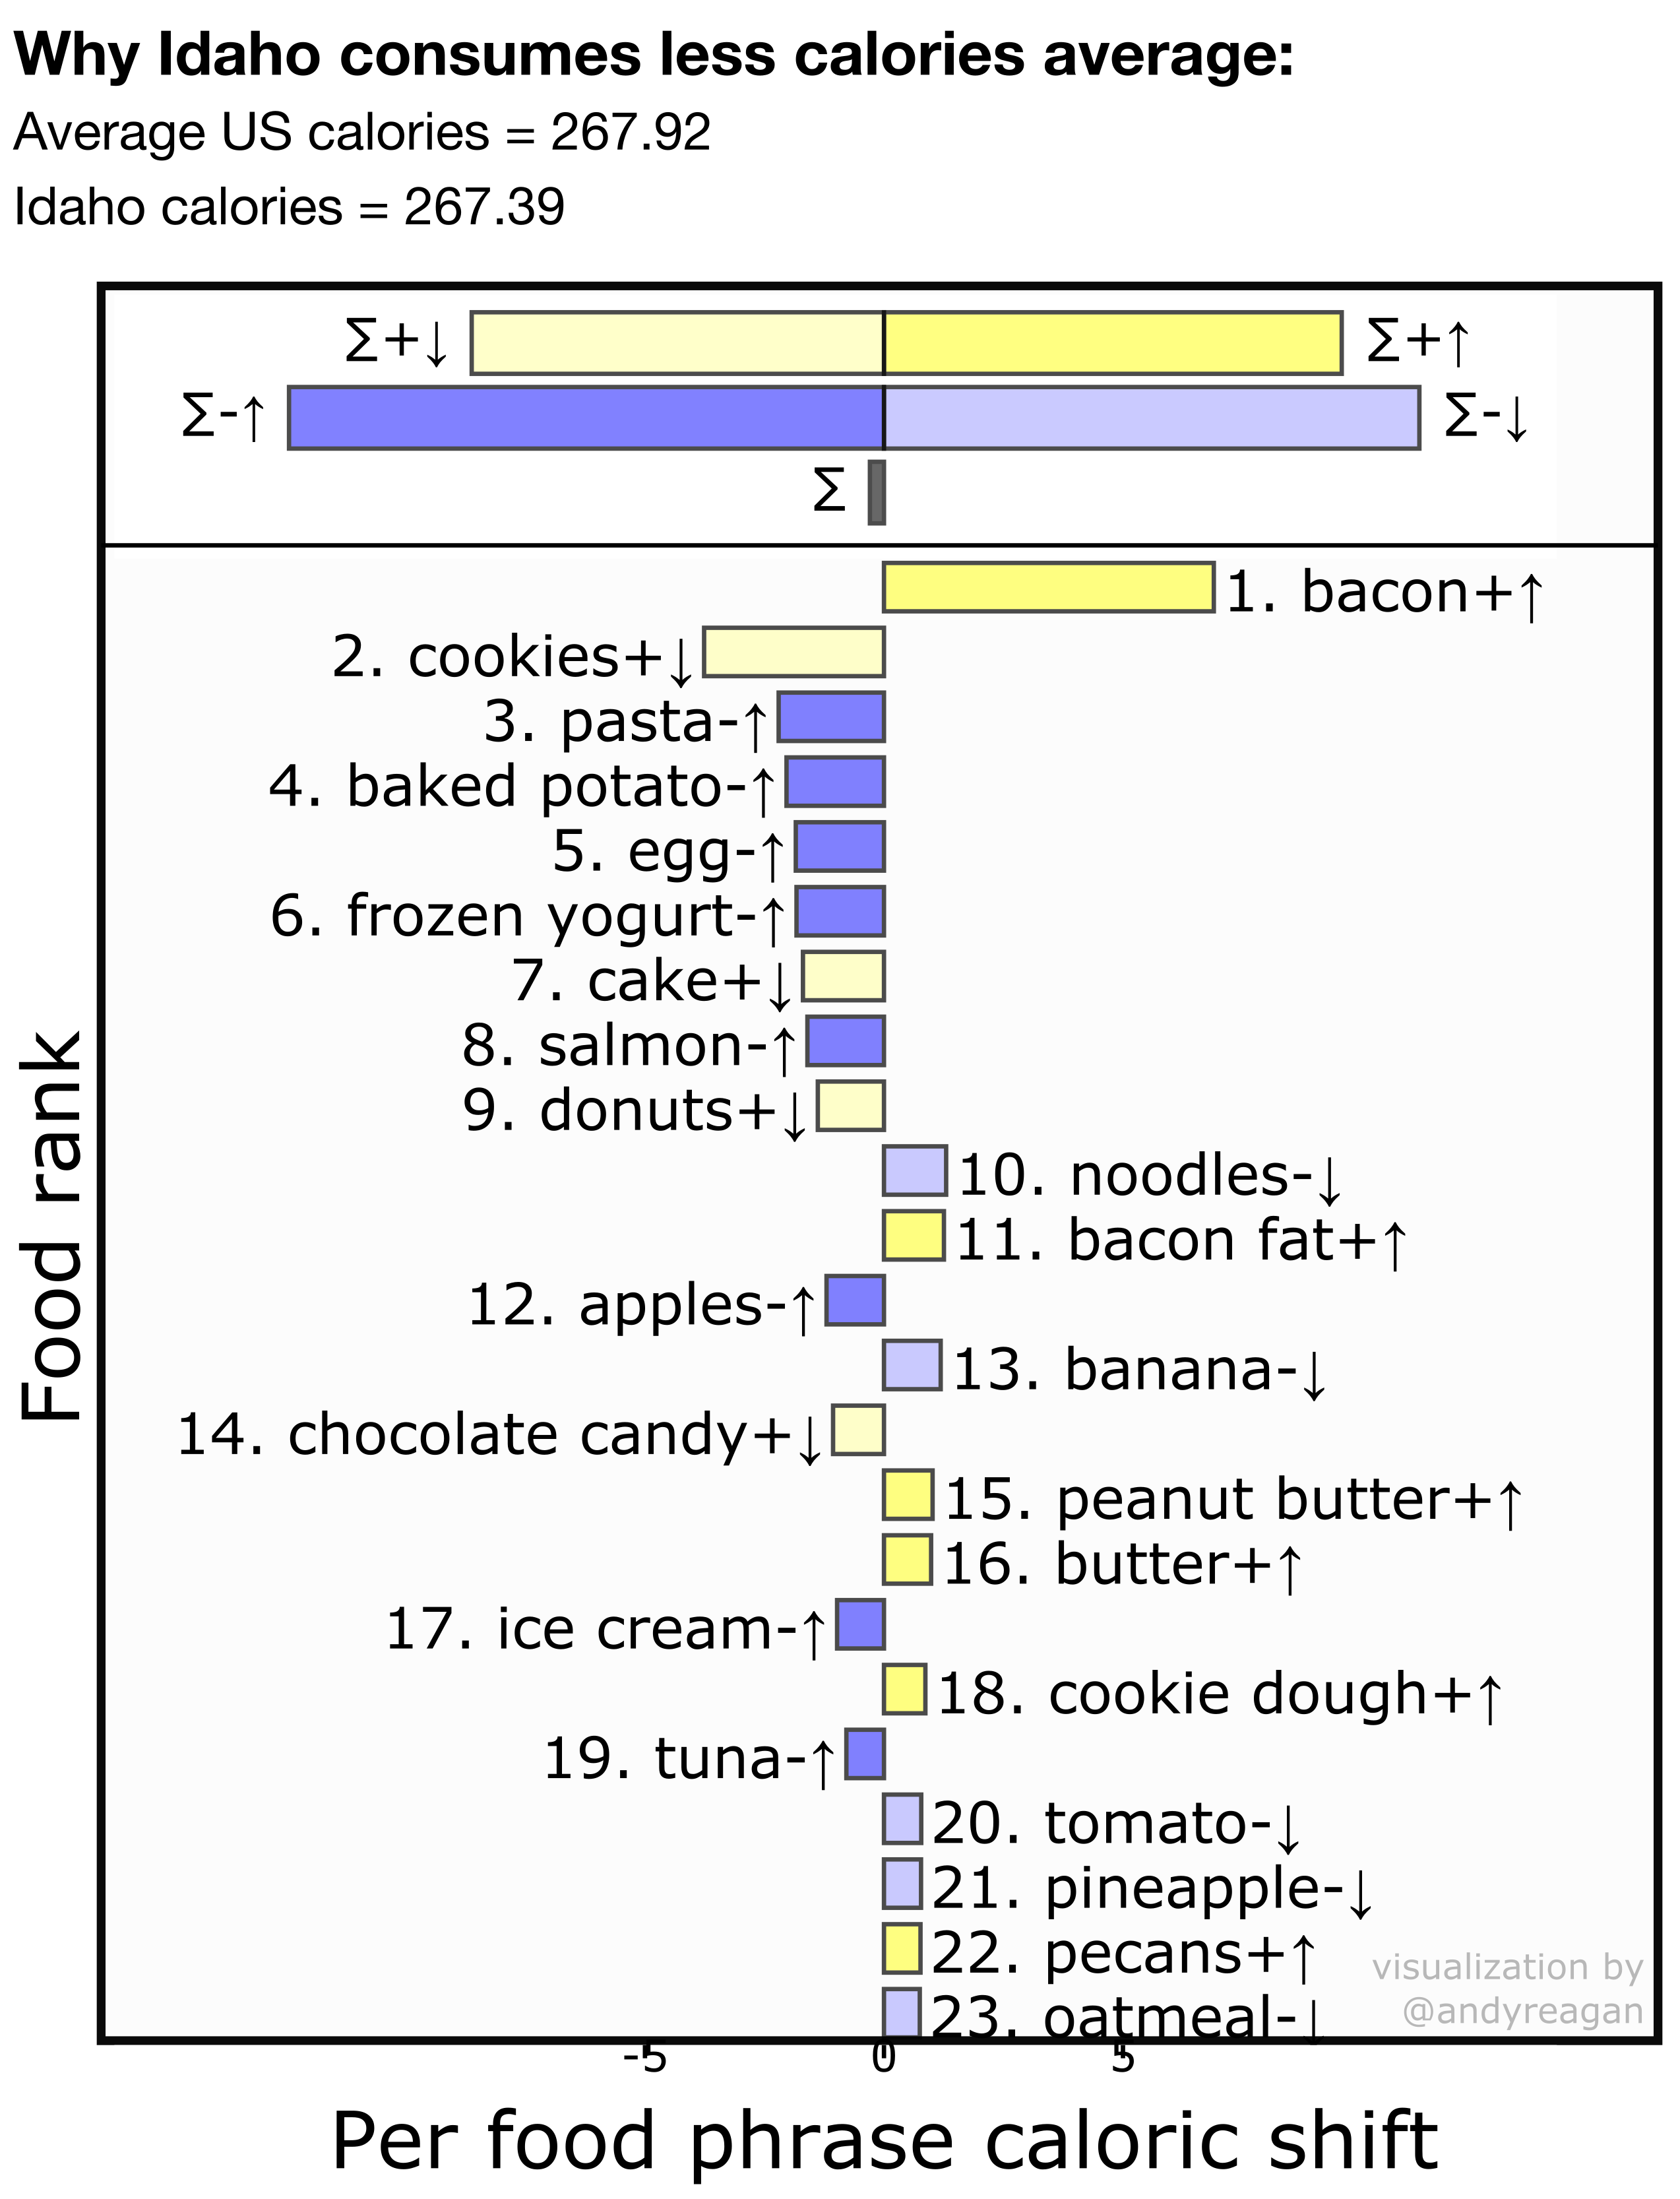 Why Idaho consumes less calories average:
Average US calories = 267.92
Idaho calories = 267.39
∑+↓ ∑+↑
∑-↑ ∑-↓
∑
1. bacon+↑
2. cookies+↓
3. pasta-↑
4. baked potato-↑
5. egg-↑
6. frozen yogurt-↑
7. cake+↓
8. salmon-↑
9. donuts+↓
10. noodles-↓
11. bacon fat+↑
12. apples-↑
13. banana-↓
14. chocolate candy+↓
15. peanut butter+↑
16. butter+↑
17. ice cream-↑
18. cookie dough+↑
19. tuna-↑
20. tomato-↓
21. pineapple-↓
22. pecans+↑
23. oatmeal-↓
visualization by
@andyreagan
Food rank
-5 0 5
Per food phrase caloric shift